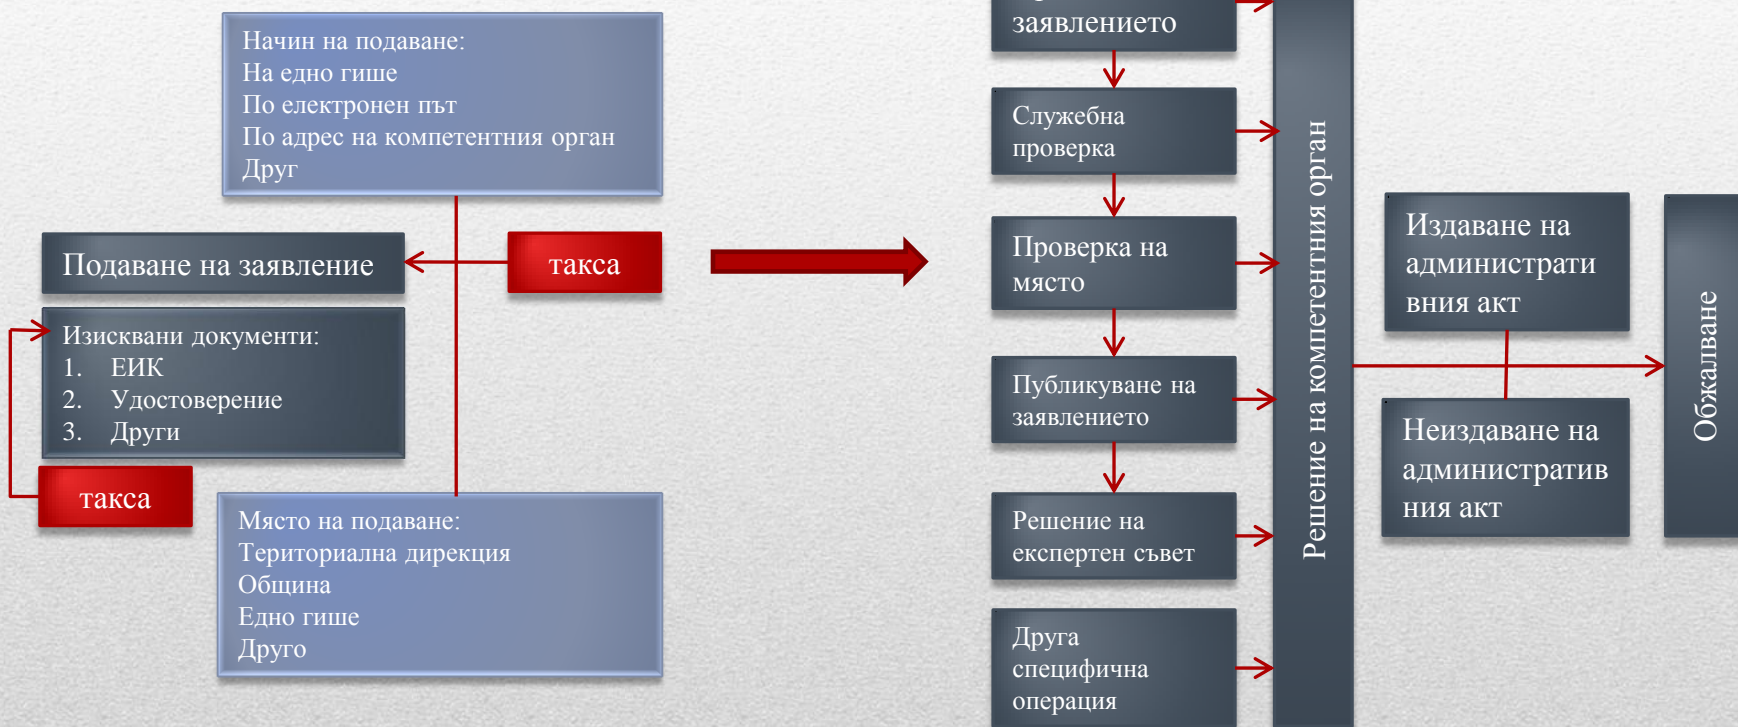 Начин на подаване:
На едно гише
По електронен път
По адрес на компетентния орган
Друг
Подаване на заявление
такса
Изисквани документи:
1. ЕИК
2. Удостоверение
3. Други
такса
Място на подаване:
Териториална дирекция
Община
Едно гише
Друго
заявлението
Служебна
проверка
Проверка на
място
Публикуване на
заявлението
Решение на
експертен съвет
Друга
специфична
операция
Решение на компетентния орган
Издаване на
администрати
вния акт
Неиздаване на
административ
ния акт
Обжалване